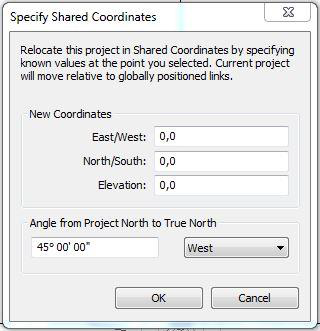 Specify Shared Coordinates
Relocate this project in Shared Coordinates by specifying
known values at the point you selected. Current project
will move relative to globally positioned links.
New Coordinates
East/West: 0,0
North/South: 0,0
Elevation: 0,0
Angle from Project North to True North
45° 00' 00" West
OK Cancel